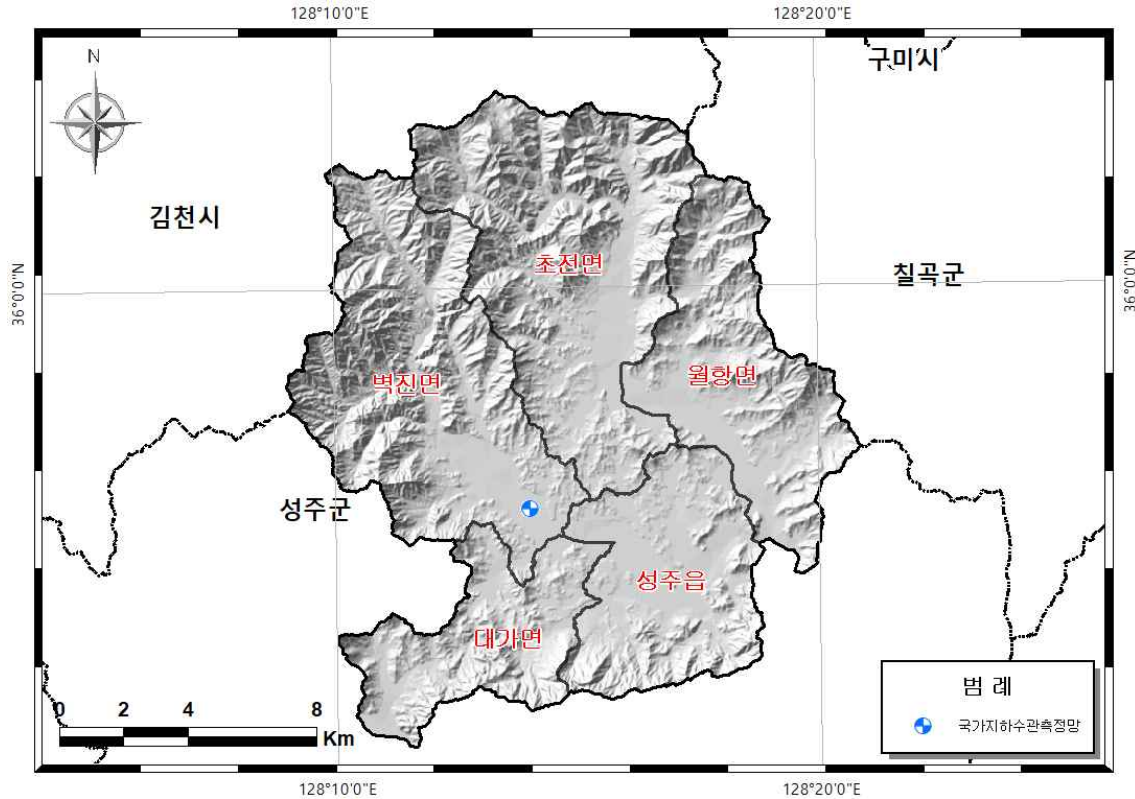 128°10'0"E
128°20'0"E
N
구미시
김천시
초전면
칠곡군
36°0'0"N
36°0'0"N
벽진면
월항면
성주군
성주읍
대가면
범 례
국가지하수관측정망
0 2 4 8
Km
128°10'0"E
128°20'0"E